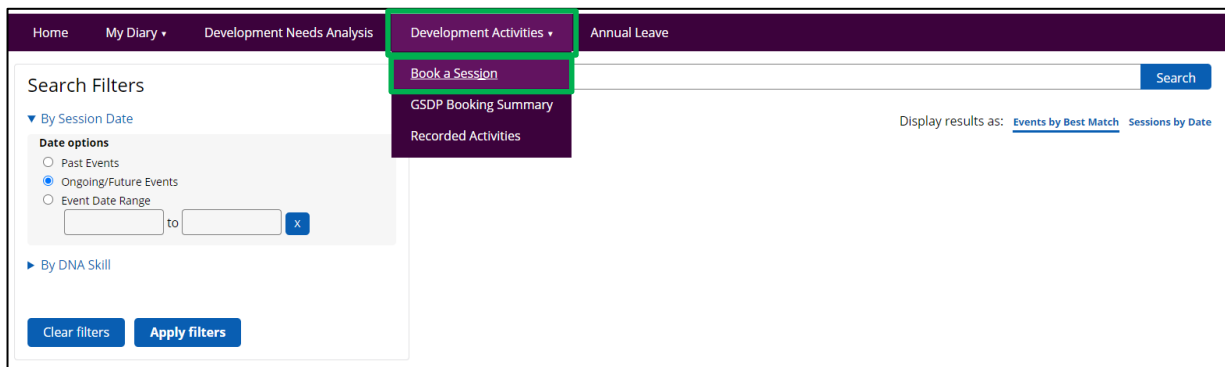 Home My Diary ▾ Development Needs Analysis Development Activities ▾ Annual Leave
Book a Session
GSDP Booking Summary
Recorded Activities
Search
Display results as: Events by Best Match Sessions by Date
Search Filters
▼ By Session Date
Date options
Past Events
Ongoing/Future Events
Event Date Range
to X
► By DNA Skill
Clear filters Apply filters